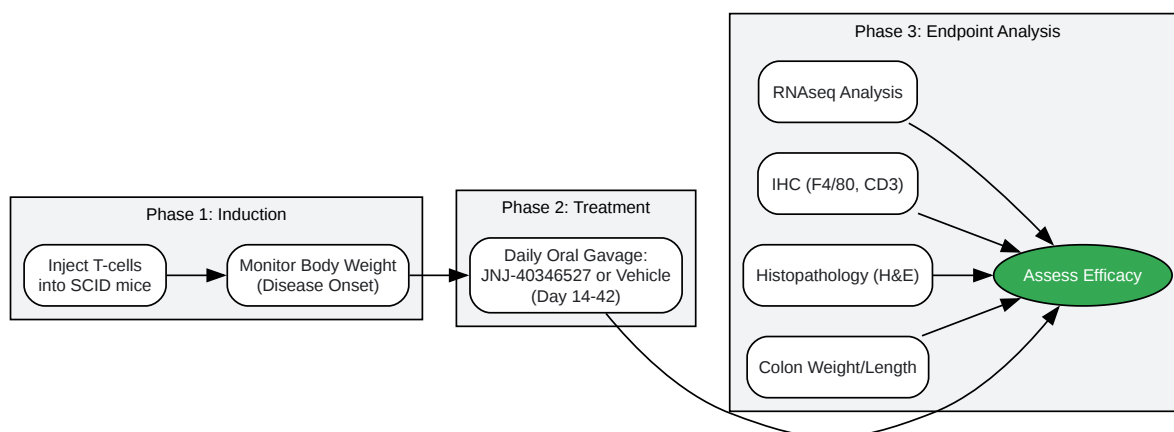 Phase 1: Induction
Inject T-cells
into SCID mice
Monitor Body Weight
(Disease Onset)
Phase 2: Treatment
Daily Oral Gavage:
JNJ-40346527 or Vehicle
(Day 14-42)
Phase 3: Endpoint Analysis
RNAseq Analysis
IHC (F4/80, CD3)
Histopathology (H&E)
Colon Weight/Length
Assess Efficacy